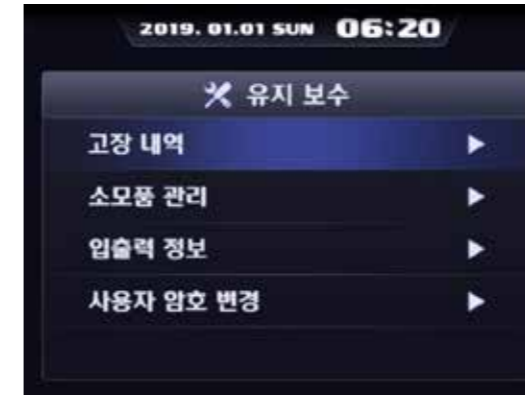 2019. 01.01 SUN 06:20
유지 보수
고장 내역
소모품 관리
입출력 정보
사용자 암호 변경